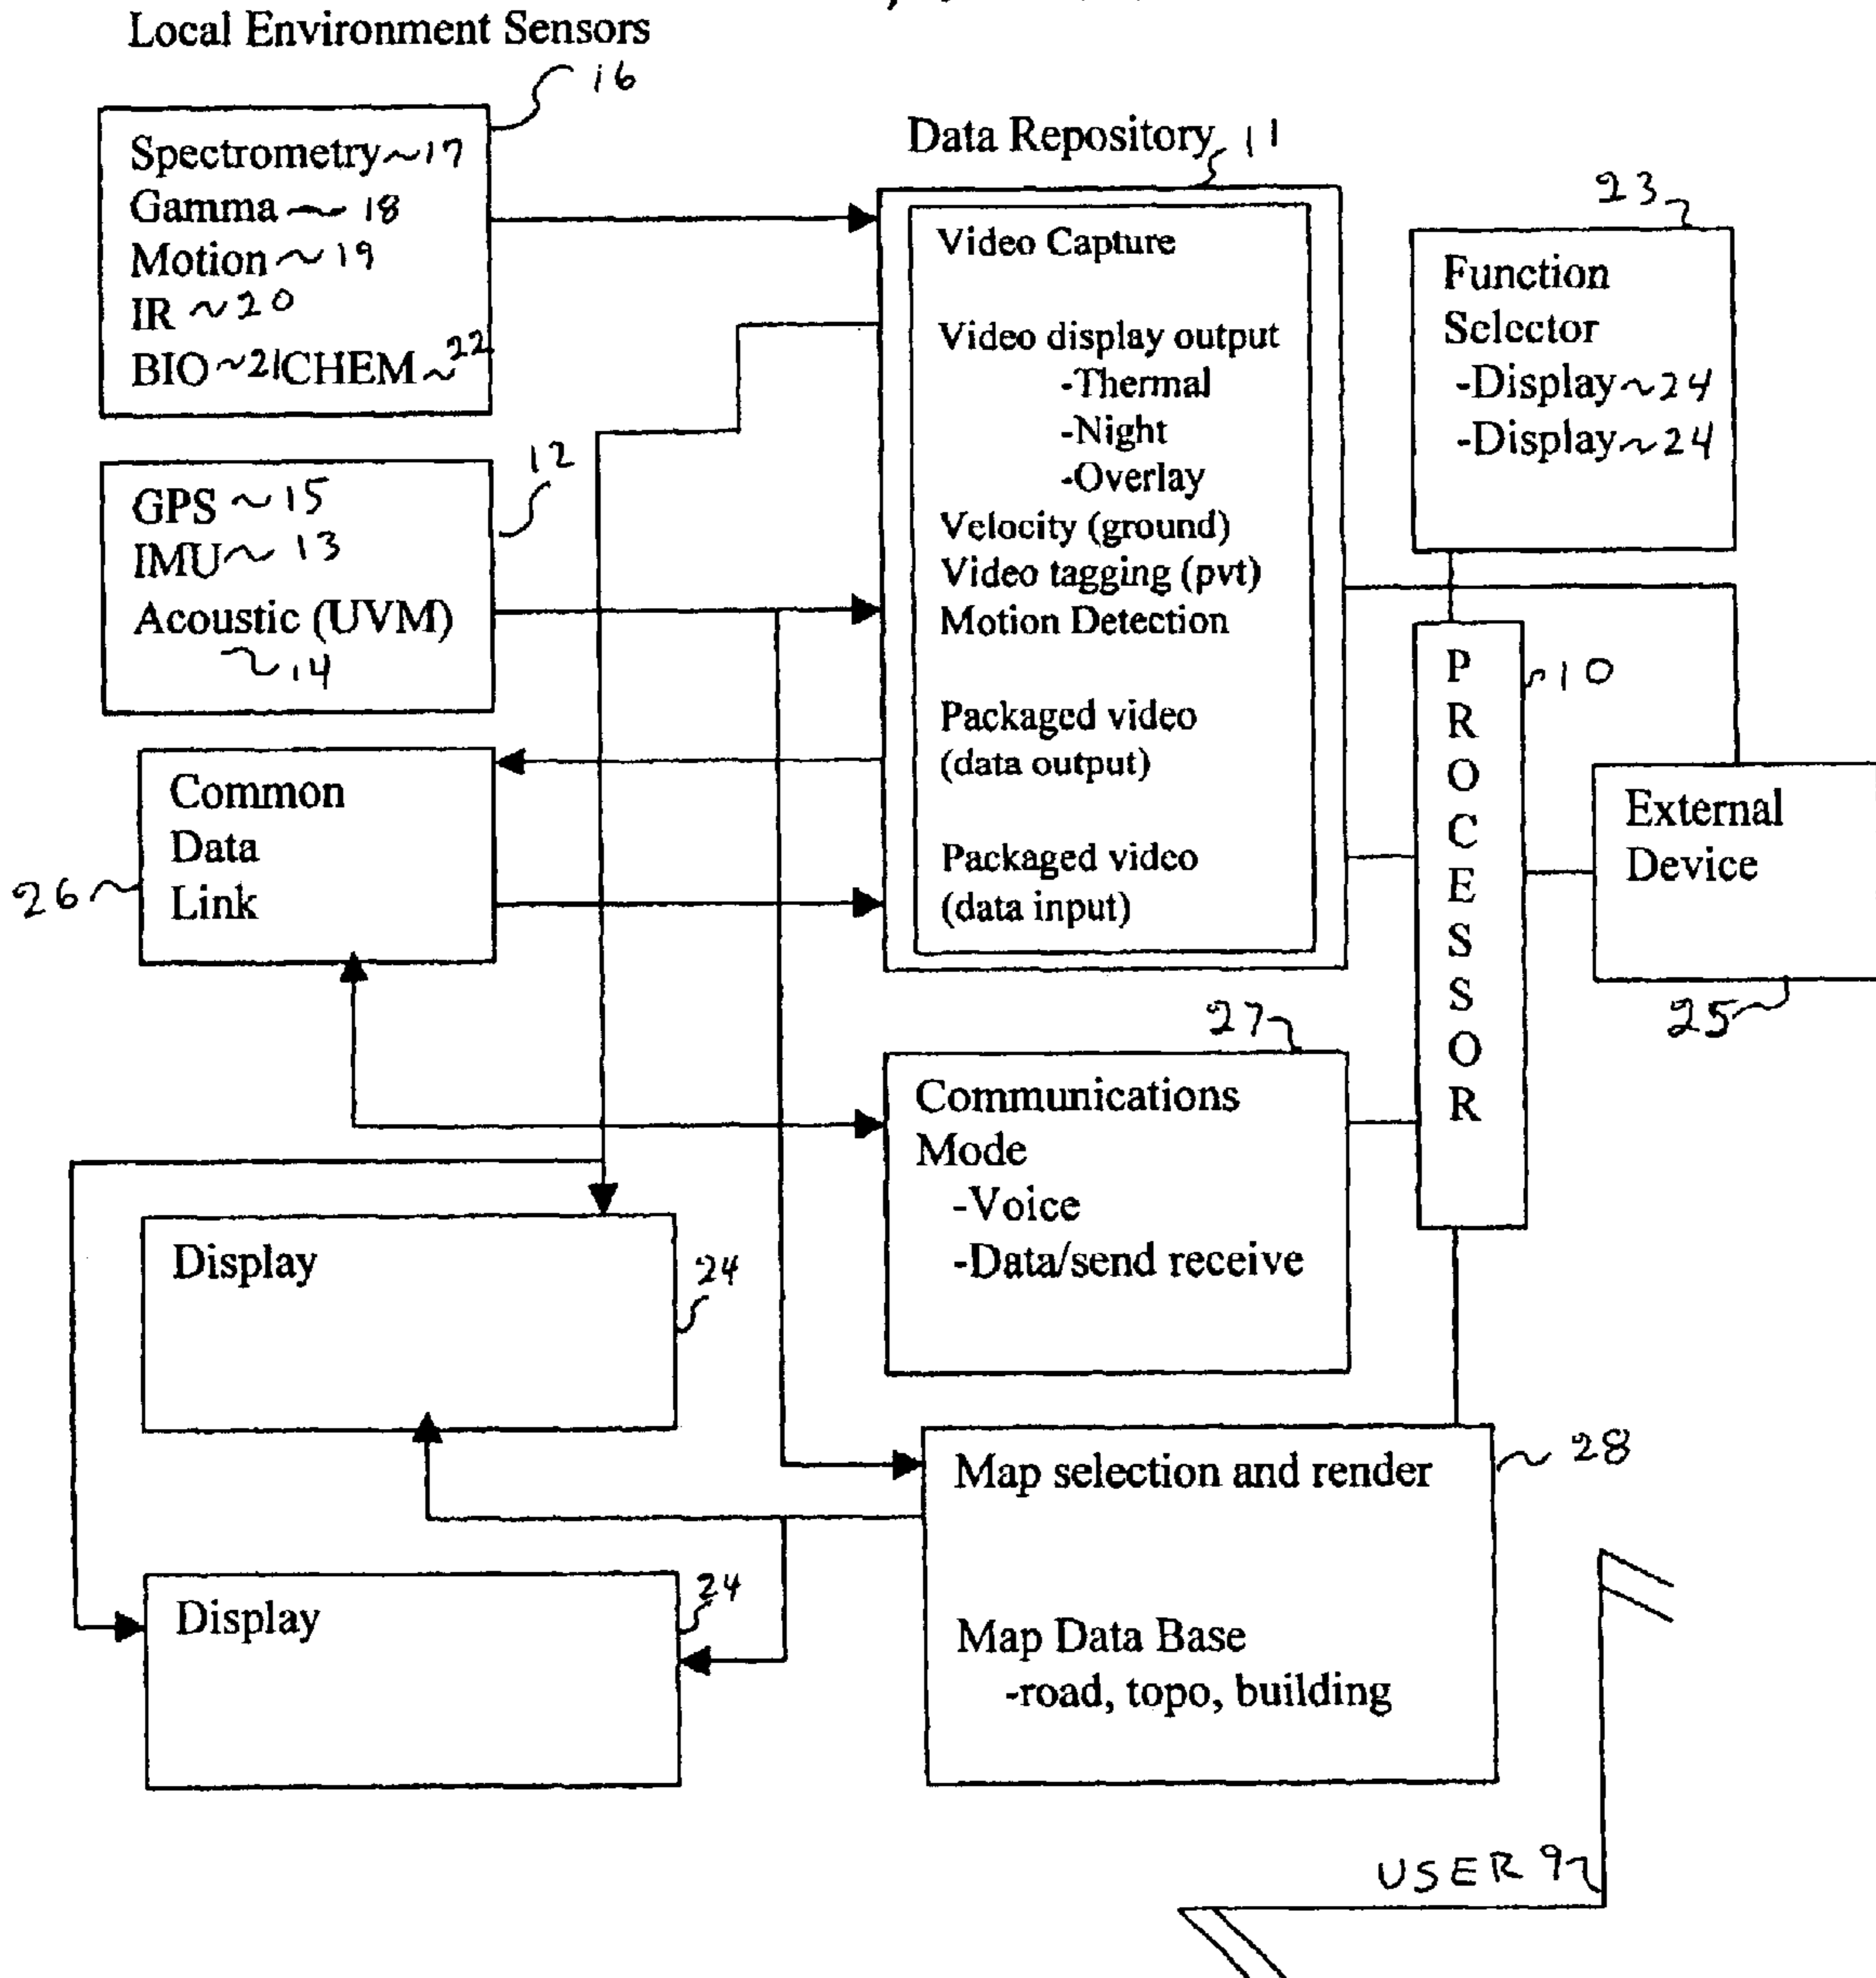 Local Environment Sensors
16
Spectrometry~17
Gamma~18
Motion~19
IR~20
BIO~21/CHEM~22
12
GPS~15
IMU~13
Acoustic (UVM)
~14
Common
Data
Link
26
Data Repository 11
Video Capture
Video display output
-Thermal
-Night
-Overlay
Velocity (ground)
Video tagging (pvt)
Motion Detection
Packaged video
(data output)
Packaged video
(data input)
23
Function
Selector
-Display~24
-Display~24
PROCESSOR
10
External
Device
25
27
Communications
Mode
-Voice
-Data/send receive
Display
24
Display
24
Map selection and render
28
Map Data Base
-road, topo, building
USER 9